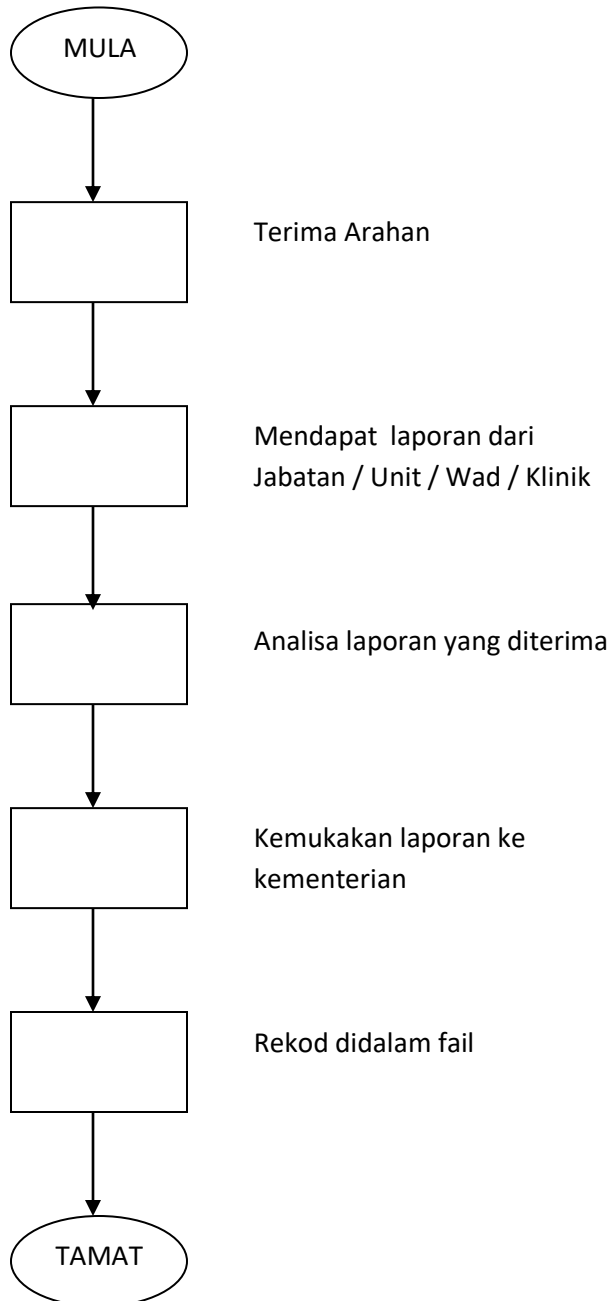 MULA
Terima Arahan
Mendapat  laporan dari
Jabatan / Unit / Wad / Klinik
Analisa laporan yang diterima
Kemukakan laporan ke
kementerian
Rekod didalam fail
TAMAT